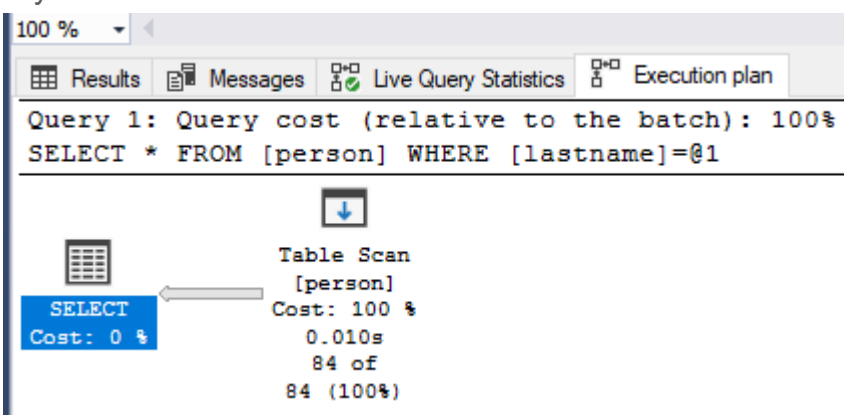 100 %
Results Messages Live Query Statistics Execution plan
Query 1: Query cost (relative to the batch): 100%
SELECT * FROM [person] WHERE [lastname]=@1
Table Scan
[person]
Cost: 100 %
0.010s
84 of
84 (100%)
SELECT
Cost: 0 %